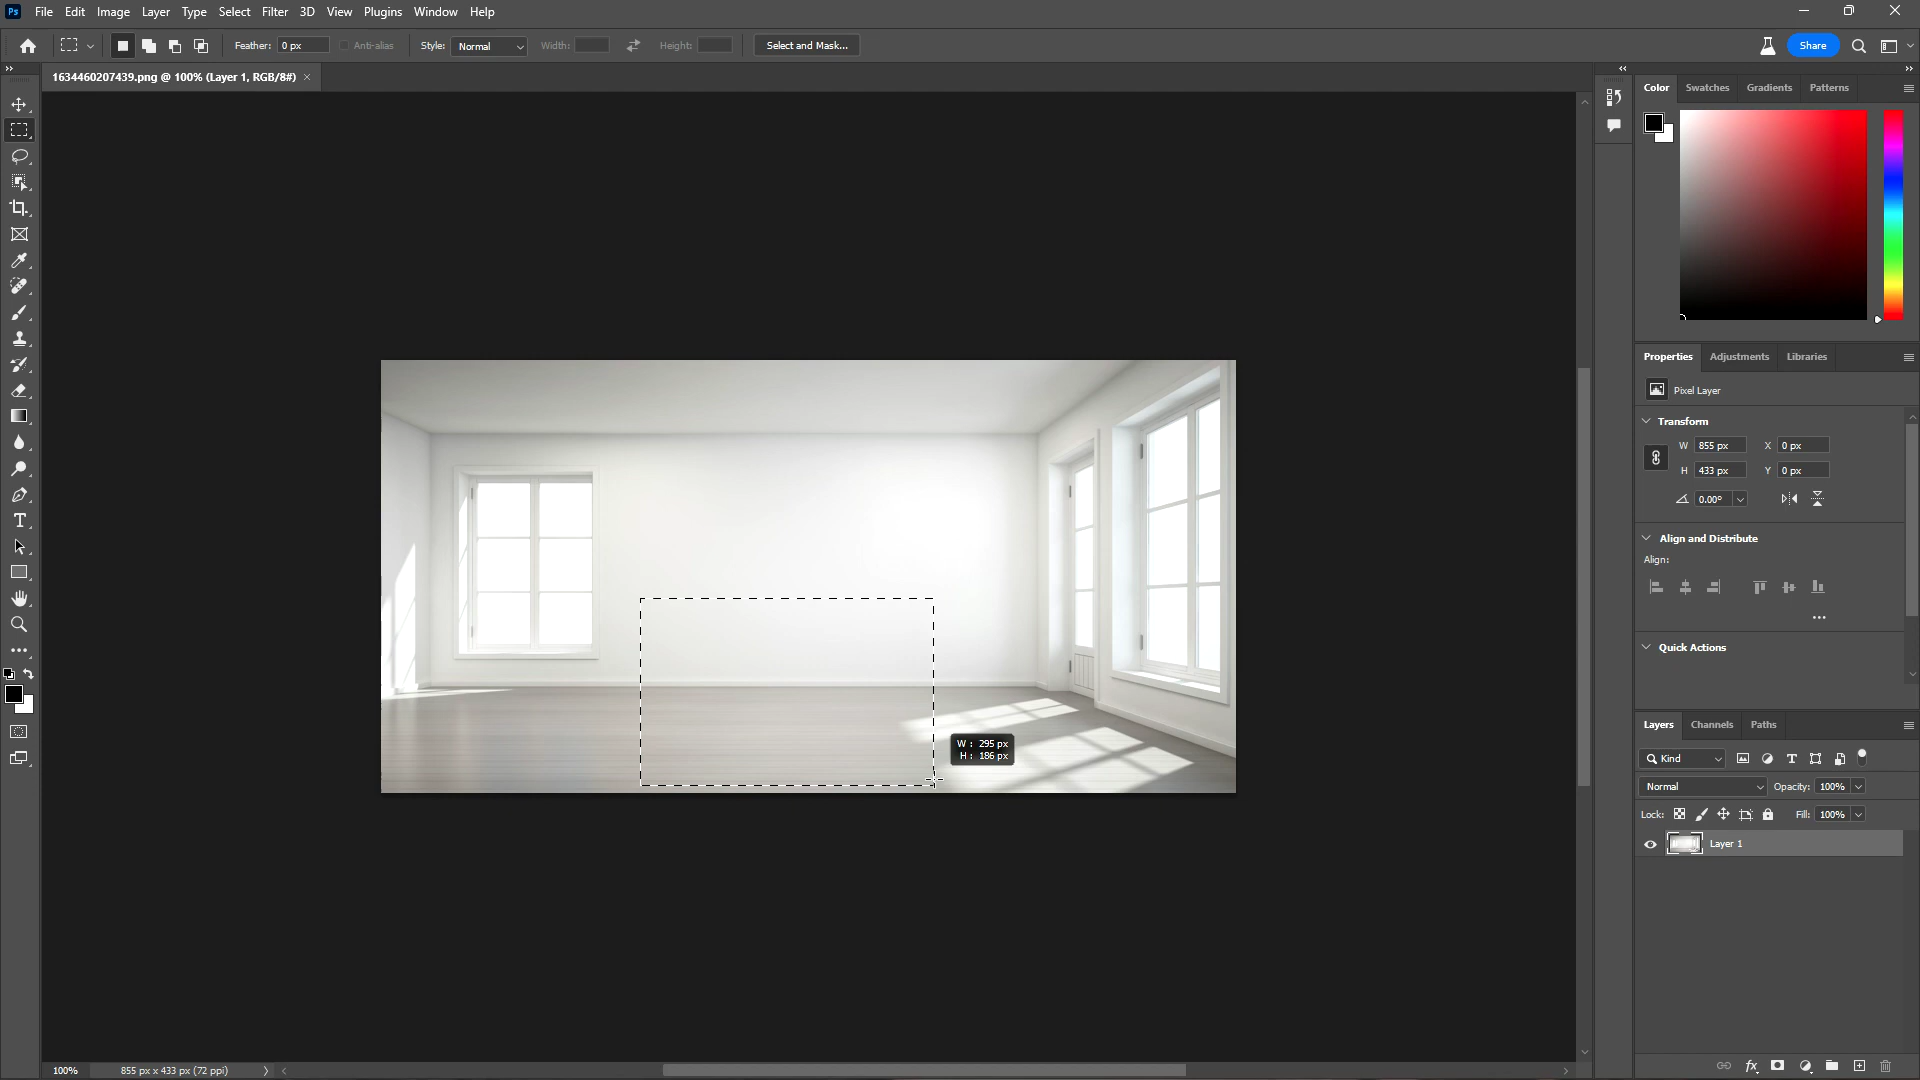 Ps File Edit Image Layer Type Select Filter 3D View Plugins Window Help
Feather: 0 px Anti-alias Style: Normal Width: Height: Select and Mask... Share
1634460207439.png @ 100% (Layer 1, RGB/8#)
Color Swatches Gradients Patterns
Properties Adjustments Libraries
Pixel Layer
Transform
W 855 px X 0 px
H 433 px Y 0 px
0.00°
Align and Distribute
Align:
Quick Actions
W : 295 px
H : 186 px
Layers Channels Paths
Kind
Normal Opacity: 100%
Lock: Fill: 100%
Layer 1
100% 855 px x 433 px (72 ppi)